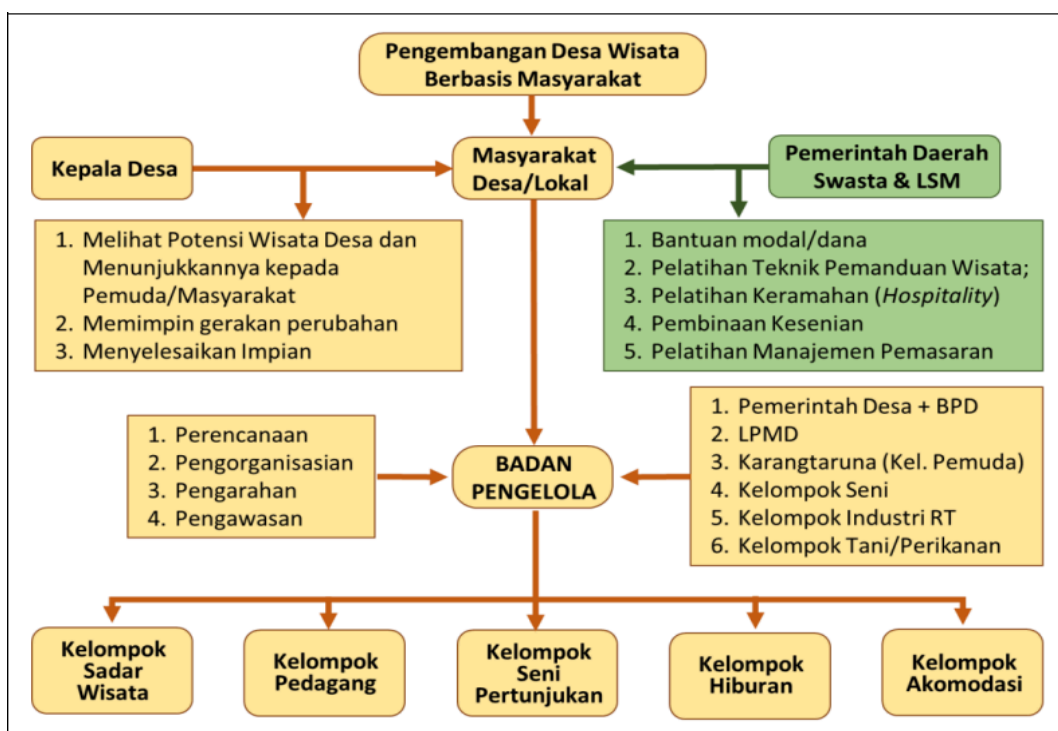 Pengembangan Desa Wisata
Berbasis Masyarakat
Kepala Desa
Masyarakat
Desa/Lokal
Pemerintah Daerah
Swasta & LSM
1. Melihat Potensi Wisata Desa dan
Menunjukkannya kepada
Pemuda/Masyarakat
2. Memimpin gerakan perubahan
3. Menyelesaikan Impian
1. Bantuan modal/dana
2. Pelatihan Teknik Pemanduan Wisata;
3. Pelatihan Keramahan (Hospitality)
4. Pembinaan Kesenian
5. Pelatihan Manajemen Pemasaran
1. Perencanaan
2. Pengorganisasian
3. Pengarahan
4. Pengawasan
BADAN
PENGELOLA
1. Pemerintah Desa + BPD
2. LPMD
3. Karangtaruna (Kel. Pemuda)
4. Kelompok Seni
5. Kelompok Industri RT
6. Kelompok Tani/Perikanan
Kelompok
Sadar
Wisata
Kelompok
Pedagang
Kelompok
Seni
Pertunjukan
Kelompok
Hiburan
Kelompok
Akomodasi